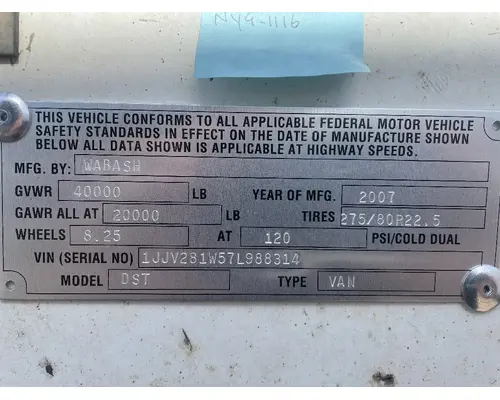 NYG-1116
THIS VEHICLE CONFORMS TO ALL APPLICABLE FEDERAL MOTOR VEHICLE
SAFETY STANDARDS IN EFFECT ON THE DATE OF MANUFACTURE SHOWN
BELOW ALL DATA SHOWN IS APPLICABLE AT HIGHWAY SPEEDS.
MFG. BY: WABASH
GVWR 40000 LB YEAR OF MFG. 2007
GAWR ALL AT 20000 LB TIRES 275/80R22.5
WHEELS 8.25 AT 120 PSI/COLD DUAL
VIN (SERIAL NO) 1JJV281W57L988314
MODEL DST TYPE VAN